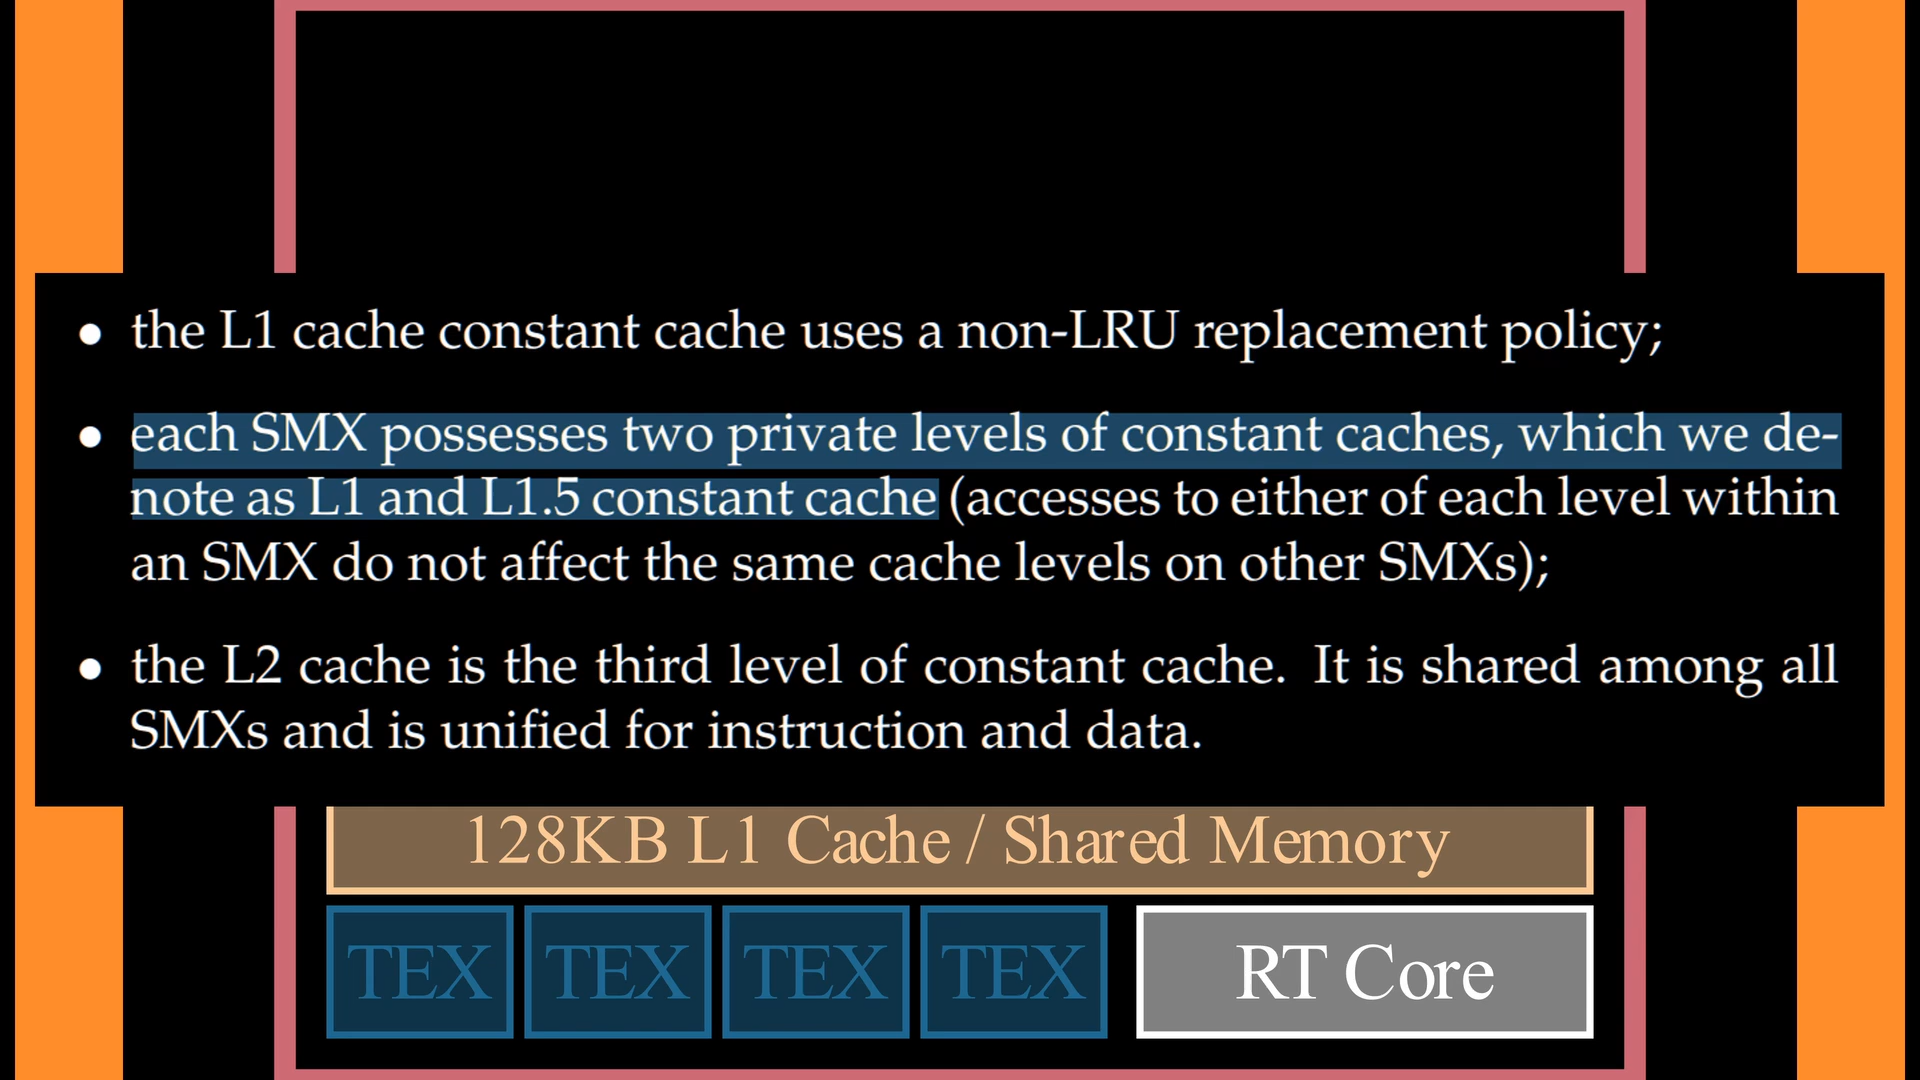 • the L1 cache constant cache uses a non-LRU replacement policy;
• each SMX possesses two private levels of constant caches, which we de-
note as L1 and L1.5 constant cache (accesses to either of each level within
an SMX do not affect the same cache levels on other SMXs);
• the L2 cache is the third level of constant cache. It is shared among all
SMXs and is unified for instruction and data.
128KB L1 Cache / Shared Memory
TEX TEX TEX TEX RT Core